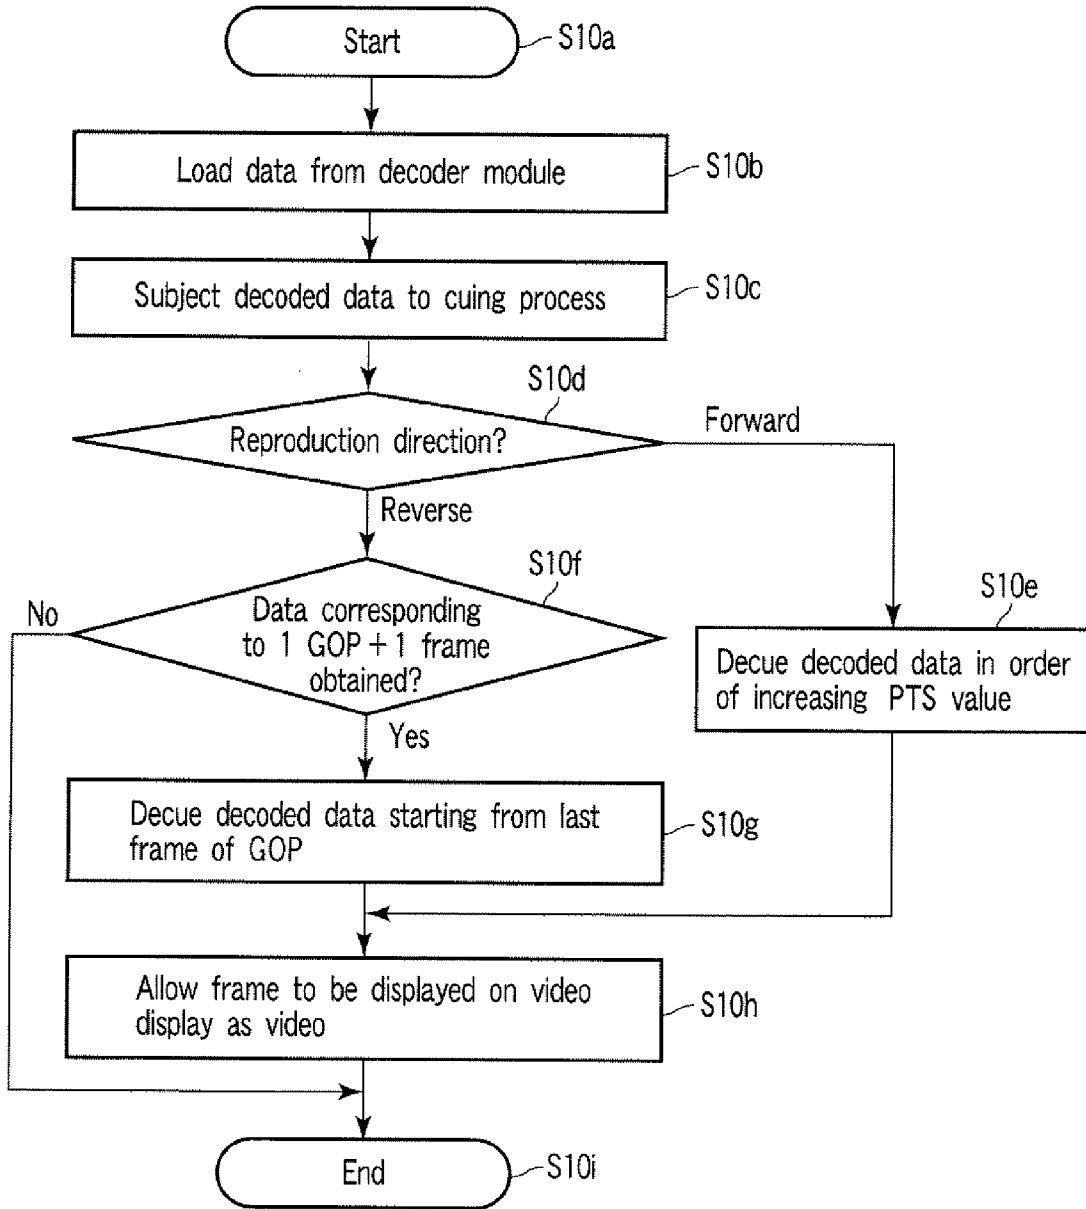 Start
S10a
Load data from decoder module
S10b
Subject decoded data to cuing process
S10c
S10d
Reproduction direction?
Forward
Reverse
S10f
No
Data corresponding
to 1 GOP + 1 frame
obtained?
S10e
Decue decoded data in order
of increasing PTS value
Yes
Decue decoded data starting from last
frame of GOP
S10g
Allow frame to be displayed on video
display as video
S10h
End
S10i